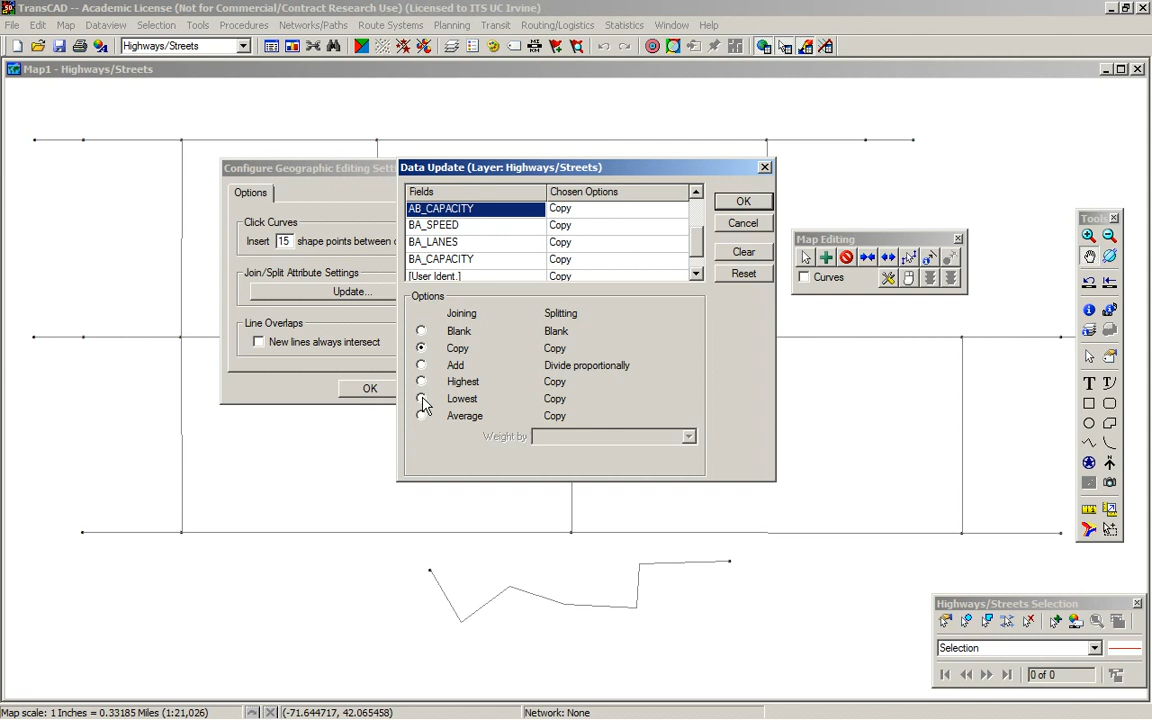 TransCAD -- Academic License (Not for Commercial/Contract Research Use) (Licensed to ITS UC Irvine)
File Edit Map Dataview Selection Tools Procedures Networks/Paths Route Systems Planning Transit Routing/Logistics Statistics Window Help
Highways/Streets
Map1 - Highways/Streets
Configure Geographic Editing Sett
Options
Click Curves
Insert 15 shape points between c
Join/Split Attribute Settings
Update...
Line Overlaps
New lines always intersect
OK
Data Update (Layer: Highways/Streets)
Fields Chosen Options
AB_CAPACITY Copy
BA_SPEED Copy
BA_LANES Copy
BA_CAPACITY Copy
[User Ident.] Copy
OK
Cancel
Clear
Reset
Options
Joining Splitting
Blank Blank
Copy Copy
Add Divide proportionally
Highest Copy
Lowest Copy
Average Copy
Weight by
Map Editing
Curves
Tools
Highways/Streets Selection
Selection
0 of 0
Map scale: 1 Inches = 0.33185 Miles (1:21,026) (-71.644717, 42.065458) Network: None